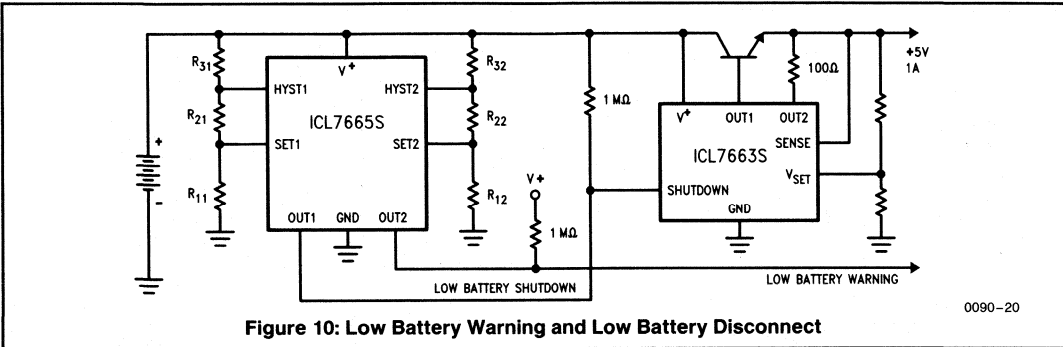 R31
R21
R11
+
-
V+
HYST1
HYST2
ICL7665S
SET1
SET2
OUT1
GND
OUT2
R32
R22
R12
V+
1 MΩ
1 MΩ
LOW BATTERY SHUTDOWN
V+
OUT1
OUT2
SENSE
ICL7663S
VSET
SHUTDOWN
GND
100Ω
+5V
1A
LOW BATTERY WARNING
0090-20
Figure 10: Low Battery Warning and Low Battery Disconnect